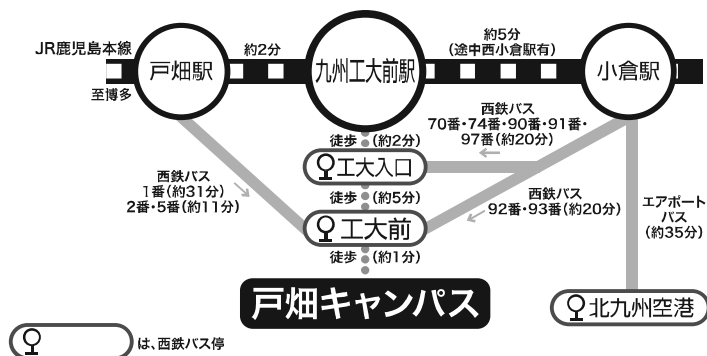 JR鹿児島本線
至博多
戸畑駅
約2分
九州工大前駅
約5分
(途中西小倉駅有)
小倉駅
西鉄バス
70番・74番・90番・91番・
97番(約20分)
徒歩 (約2分)
工大入口
西鉄バス
1番(約31分)
2番・5番(約11分)
徒歩 (約5分)
西鉄バス
92番・93番(約20分)
エアポート
バス
(約35分)
工大前
徒歩 (約1分)
戸畑キャンパス
北九州空港
は、西鉄バス停